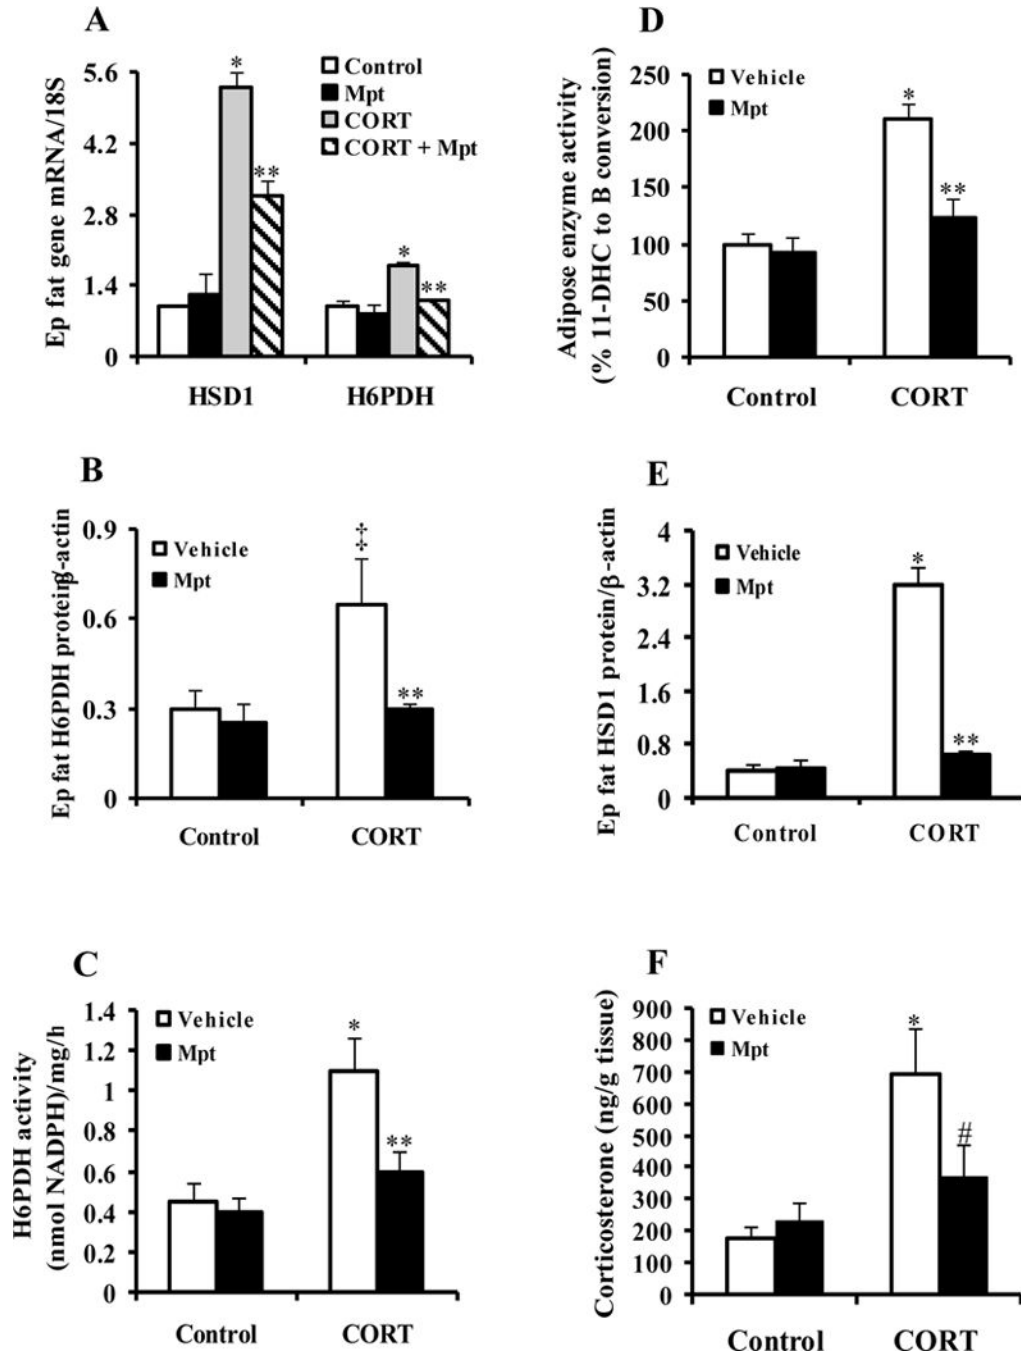 A
Ep fat gene mRNA/18S
5.6
4.2
2.8
1.4
0
Control
Mpt
CORT
CORT + Mpt
*
**
*
**
HSD1
H6PDH
D
Adipose enzyme activity
(% 11-DHC to B conversion)
250
200
150
100
50
0
Vehicle
Mpt
*
**
Control
CORT
B
Ep fat H6PDH protein/β-actin
0.9
0.6
0.3
0
Vehicle
Mpt
‡
**
Control
CORT
E
Ep fat HSD1 protein/β-actin
4
3.2
2.4
1.6
0.8
0
Vehicle
Mpt
*
**
Control
CORT
C
H6PDH activity
(nmol NADPH)/mg/h
1.4
1.2
1
0.8
0.6
0.4
0.2
0
Vehicle
Mpt
*
**
Control
CORT
F
Corticosterone (ng/g tissue)
900
800
700
600
500
400
300
200
100
0
Vehicle
Mpt
*
#
Control
CORT